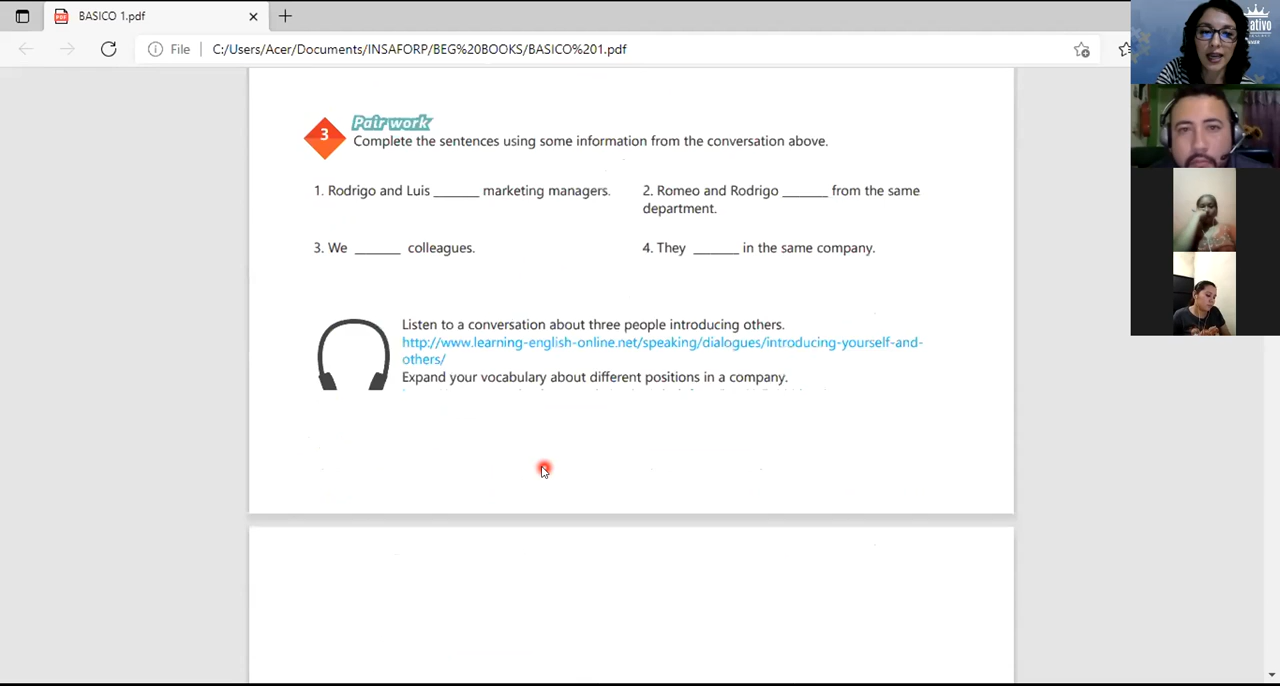 BASICO 1.pdf
File
C:/Users/Acer/Documents/INSAFORP/BEG%20BOOKS/BASICO%201.pdf
3
Pair work
Complete the sentences using some information from the conversation above.
1. Rodrigo and Luis ______ marketing managers.
2. Romeo and Rodrigo ______ from the same
department.
3. We ______ colleagues.
4. They ______ in the same company.
Listen to a conversation about three people introducing others.
http://www.learning-english-online.net/speaking/dialogues/introducing-yourself-and-
others/
Expand your vocabulary about different positions in a company.